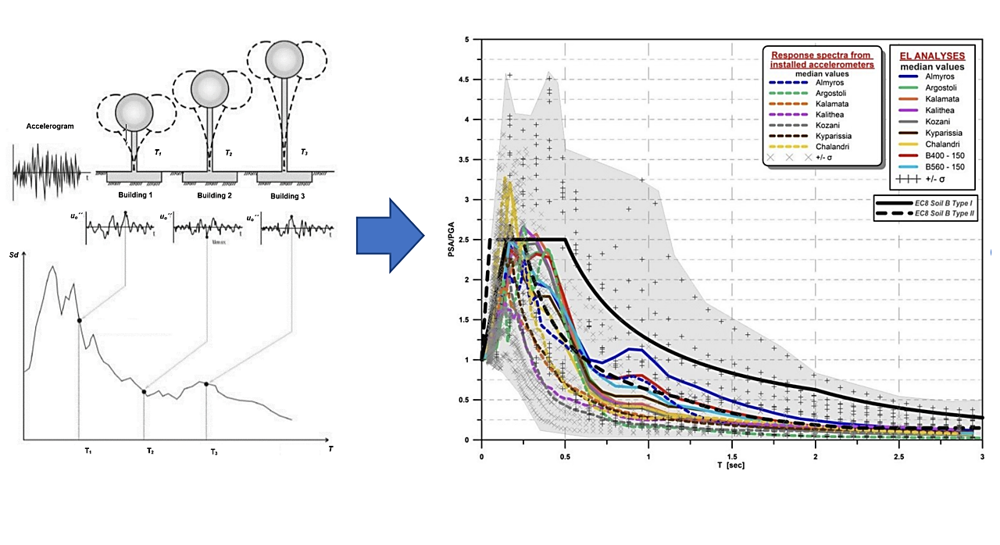 Accelerogram
t
T1
T2
T3
Building 1
Building 2
Building 3
uo´´
t
uo´´
t
uo´´
t
Sd
T1
T2
T3
T
PSA/PGA
5
4.5
4
3.5
3
2.5
2
1.5
1
0.5
0
0
0.5
1
1.5
2
2.5
3
T [sec]
Response spectra from
installed accelerometers
median values
Almyros
Argostoli
Kalamata
Kalithea
Kozani
Kyparissia
Chalandri
+/- σ
EL ANALYSES
median values
Almyros
Argostoli
Kalamata
Kalithea
Kozani
Kyparissia
Chalandri
B400 - 150
B560 - 150
+/- σ
EC8 Soil B Type I
EC8 Soil B Type II